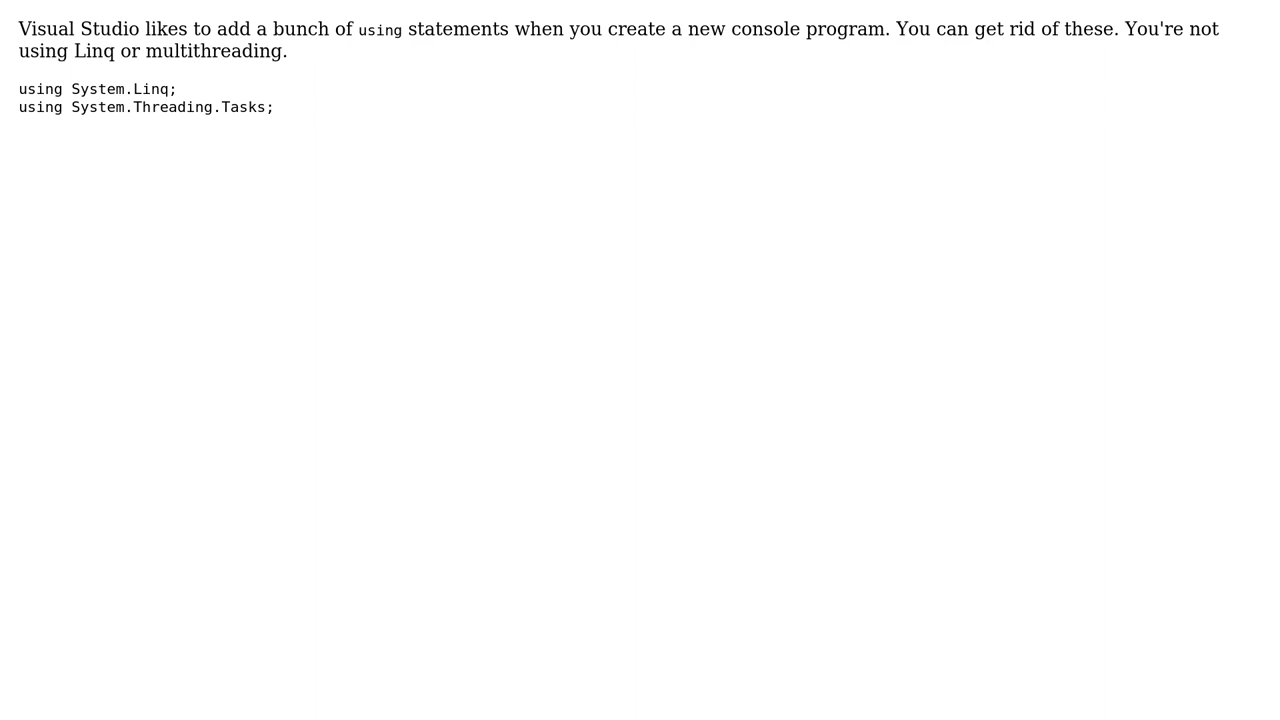 Visual Studio likes to add a bunch of using statements when you create a new console program. You can get rid of these. You're not
using Linq or multithreading.
using System.Linq;
using System.Threading.Tasks;